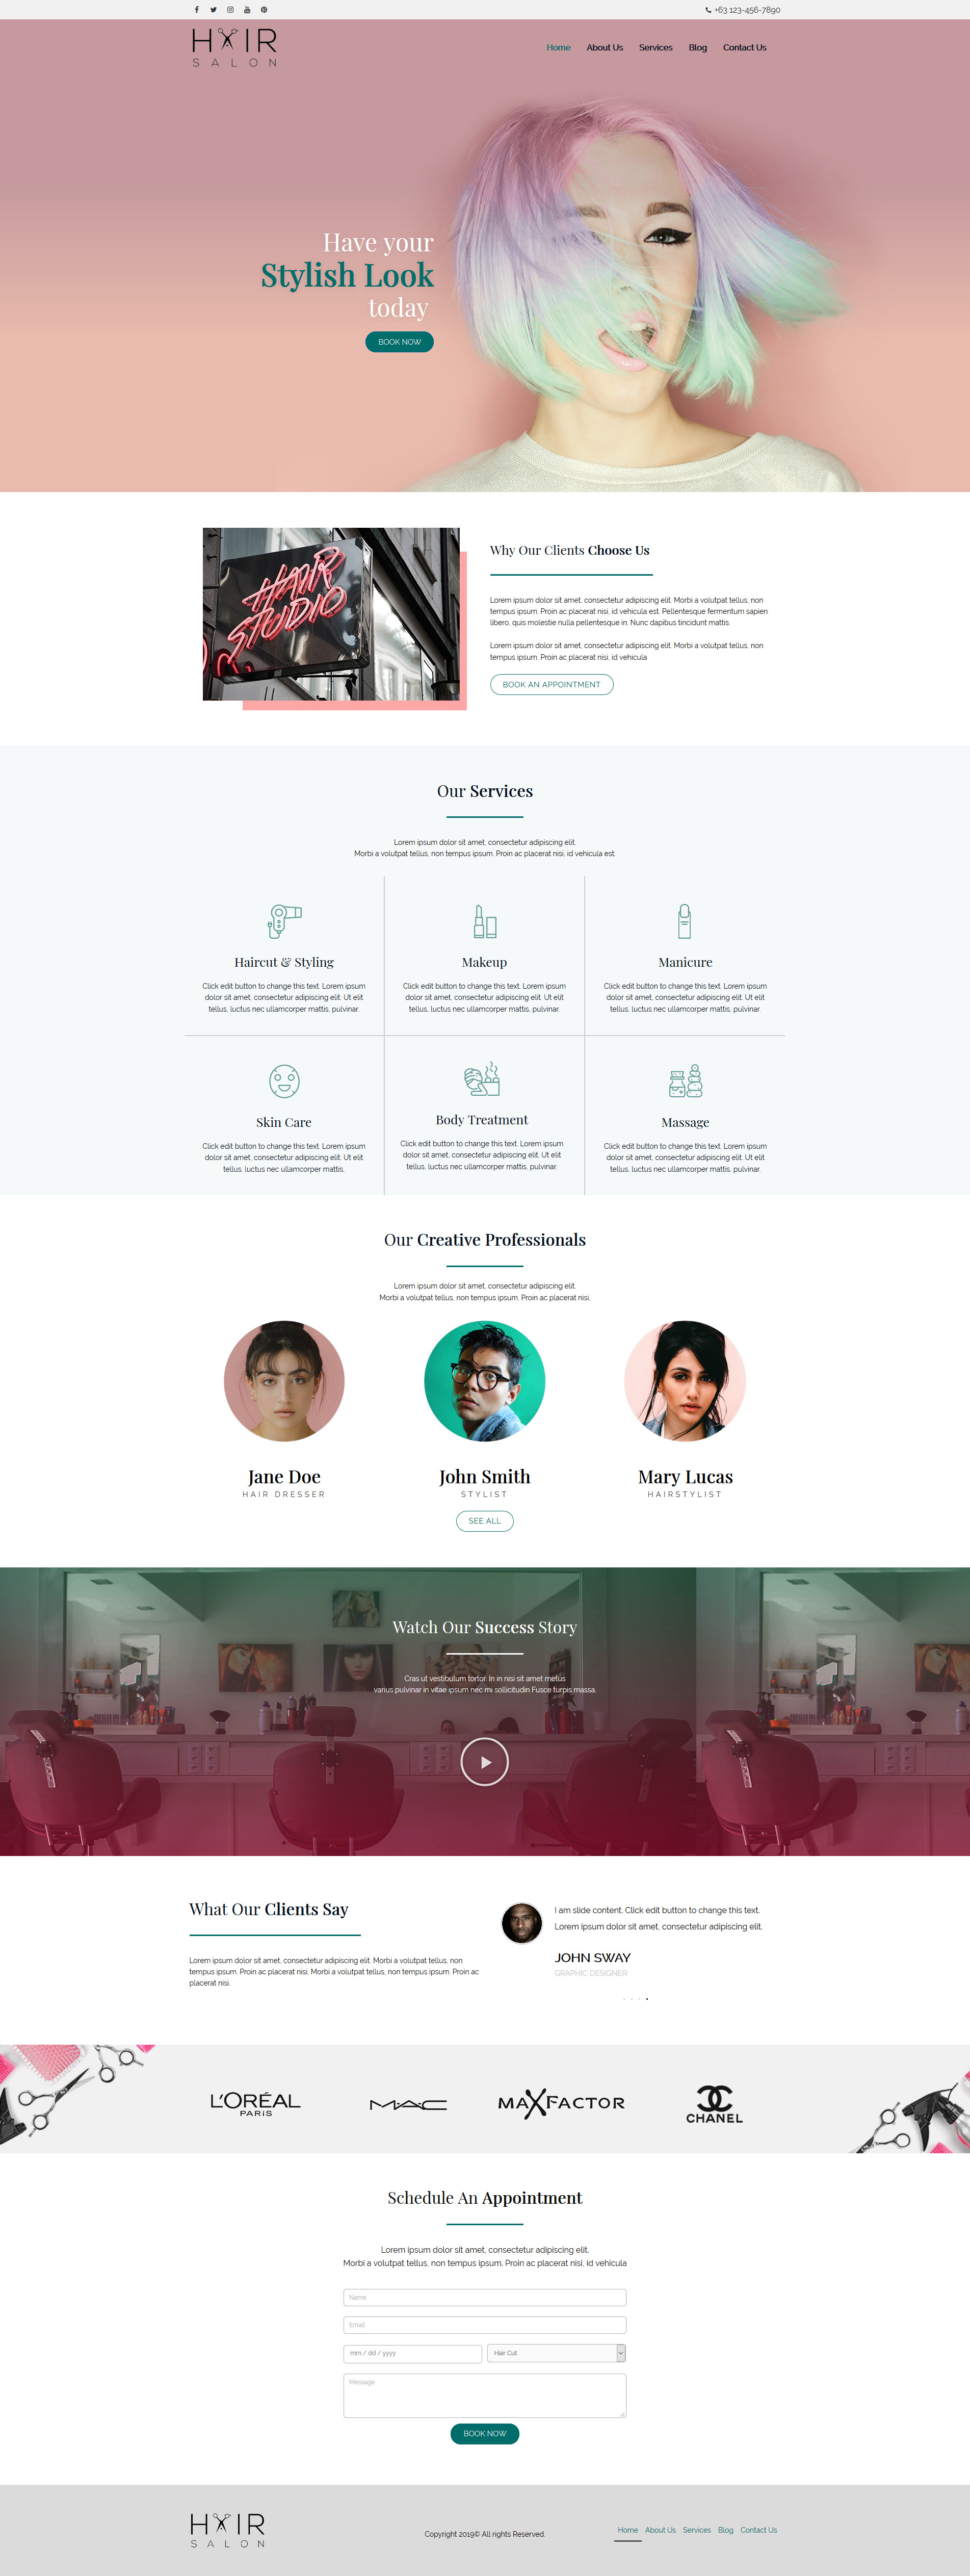 +63 123-456-7890
HAIR
SALON
Home About Us Services Blog Contact Us
Have your
Stylish Look
today
BOOK NOW
HAIR
STUDIO
Why Our Clients Choose Us
Lorem ipsum dolor sit amet, consectetur adipiscing elit. Morbi a volutpat tellus, non
tempus ipsum. Proin ac placerat nisi, id vehicula est. Pellentesque fermentum sapien
libero, quis molestie nulla pellentesque in. Nunc dapibus tincidunt mattis.
Lorem ipsum dolor sit amet, consectetur adipiscing elit. Morbi a volutpat tellus, non
tempus ipsum. Proin ac placerat nisi, id vehicula
BOOK AN APPOINTMENT
Our Services
Lorem ipsum dolor sit amet, consectetur adipiscing elit.
Morbi a volutpat tellus, non tempus ipsum. Proin ac placerat nisi, id vehicula est.
Haircut & Styling
Click edit button to change this text. Lorem ipsum
dolor sit amet, consectetur adipiscing elit. Ut elit
tellus, luctus nec ullamcorper mattis, pulvinar.
Makeup
Click edit button to change this text. Lorem ipsum
dolor sit amet, consectetur adipiscing elit. Ut elit
tellus, luctus nec ullamcorper mattis, pulvinar.
Manicure
Click edit button to change this text. Lorem ipsum
dolor sit amet, consectetur adipiscing elit. Ut elit
tellus, luctus nec ullamcorper mattis, pulvinar.
Skin Care
Click edit button to change this text. Lorem ipsum
dolor sit amet, consectetur adipiscing elit. Ut elit
tellus, luctus nec ullamcorper mattis,
Body Treatment
Click edit button to change this text. Lorem ipsum
dolor sit amet, consectetur adipiscing elit. Ut elit
tellus, luctus nec ullamcorper mattis, pulvinar.
Massage
Click edit button to change this text. Lorem ipsum
dolor sit amet, consectetur adipiscing elit. Ut elit
tellus, luctus nec ullamcorper mattis, pulvinar.
Our Creative Professionals
Lorem ipsum dolor sit amet, consectetur adipiscing elit.
Morbi a volutpat tellus, non tempus ipsum. Proin ac placerat nisi,
Jane Doe
HAIR DRESSER
John Smith
STYLIST
Mary Lucas
HAIRSTYLIST
SEE ALL
Watch Our Success Story
Cras ut vestibulum tortor. In in nisi sit amet metus
varius pulvinar in vitae ipsum nec mi sollicitudin Fusce turpis massa.
What Our Clients Say
Lorem ipsum dolor sit amet, consectetur adipiscing elit. Morbi a volutpat tellus, non
tempus ipsum. Proin ac placerat nisi, Morbi a volutpat tellus, non tempus ipsum. Proin ac
placerat nisi,
I am slide content. Click edit button to change this text.
Lorem ipsum dolor sit amet, consectetur adipiscing elit.
JOHN SWAY
GRAPHIC DESIGNER
L'ORÉAL
PARIS
MAC
MAXFACTOR
CHANEL
Schedule An Appointment
Lorem ipsum dolor sit amet, consectetur adipiscing elit.
Morbi a volutpat tellus, non tempus ipsum. Proin ac placerat nisi, id vehicula
Name
Email
mm / dd / yyyy
Hair Cut
Message
BOOK NOW
HAIR
SALON
Copyright 2019© All rights Reserved.
Home About Us Services Blog Contact Us